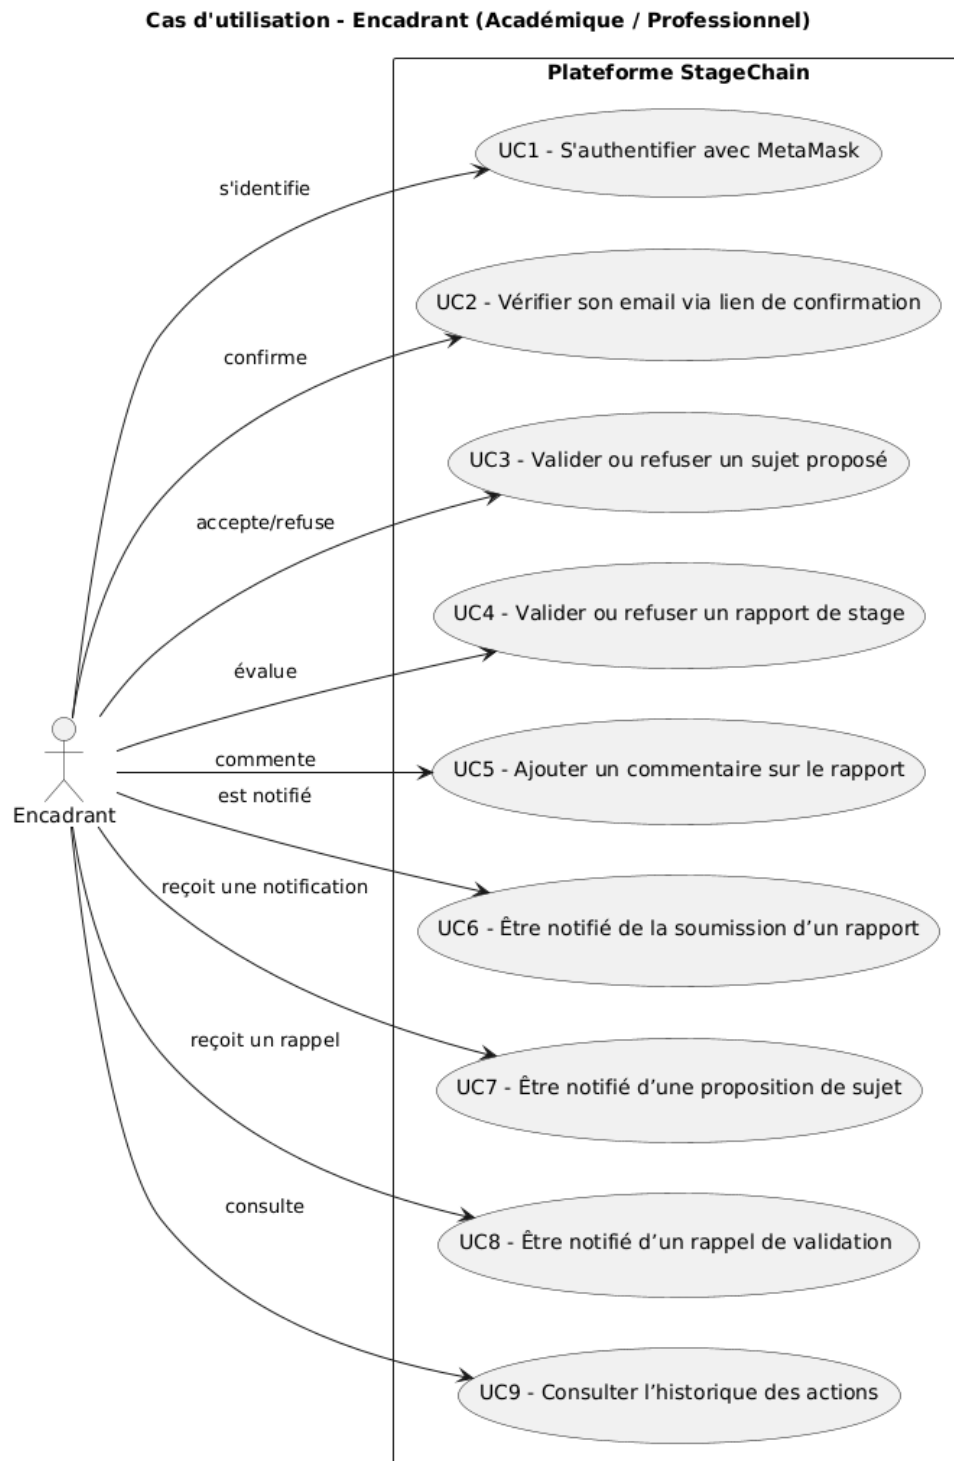 Cas d'utilisation - Encadrant (Académique / Professionnel)
Plateforme StageChain
UC1 - S'authentifier avec MetaMask
s'identifie
UC2 - Vérifier son email via lien de confirmation
confirme
UC3 - Valider ou refuser un sujet proposé
accepte/refuse
UC4 - Valider ou refuser un rapport de stage
évalue
commente
UC5 - Ajouter un commentaire sur le rapport
est notifié
Encadrant
reçoit une notification
UC6 - Être notifié de la soumission d’un rapport
reçoit un rappel
UC7 - Être notifié d’une proposition de sujet
consulte
UC8 - Être notifié d’un rappel de validation
UC9 - Consulter l’historique des actions